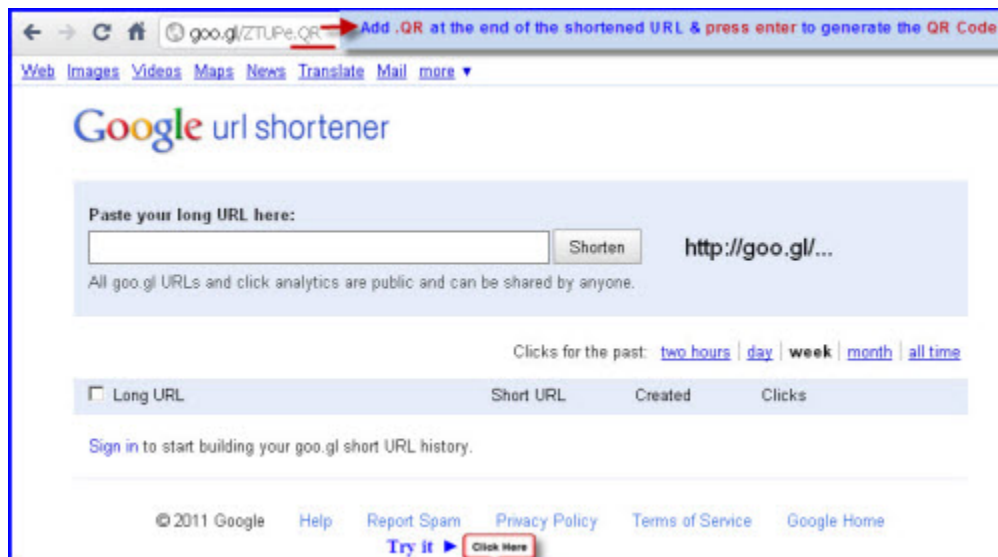 goo.gl/ZTUPe.QR Add .QR at the end of the shortened URL & press enter to generate the QR Code
Web Images Videos Maps News Translate Mail more ▼
Google url shortener
Paste your long URL here:
Shorten http://goo.gl/...
All goo.gl URLs and click analytics are public and can be shared by anyone.
Clicks for the past: two hours day week month all time
Long URL Short URL Created Clicks
Sign in to start building your goo.gl short URL history.
© 2011 Google Help Report Spam Privacy Policy Terms of Service Google Home
Try it ► Click Here